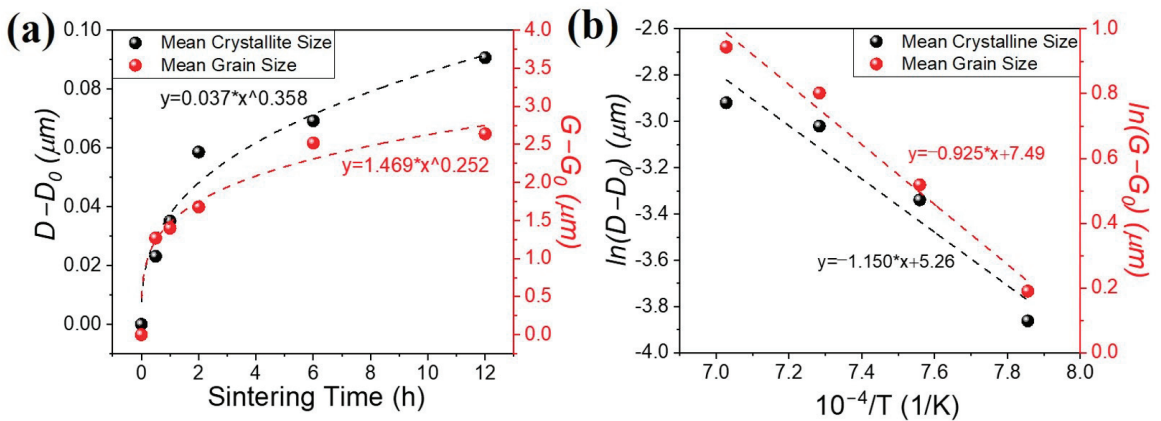 (a)
Mean Crystallite Size
Mean Grain Size
y=0.037*x^0.358
y=1.469*x^0.252
D−D0 (μm)
0.10
0.08
0.06
0.04
0.02
0.00
G−G0 (μm)
4.0
3.5
3.0
2.5
2.0
1.5
1.0
0.5
0.0
0 2 4 6 8 10 12
Sintering Time (h)
(b)
Mean Crystalline Size
Mean Grain Size
y=−0.925*x+7.49
y=−1.150*x+5.26
ln(D−D0) (μm)
-2.6
-2.8
-3.0
-3.2
-3.4
-3.6
-3.8
-4.0
ln(G−G0) (μm)
1.0
0.8
0.6
0.4
0.2
0.0
7.0 7.2 7.4 7.6 7.8 8.0
10^-4/T (1/K)